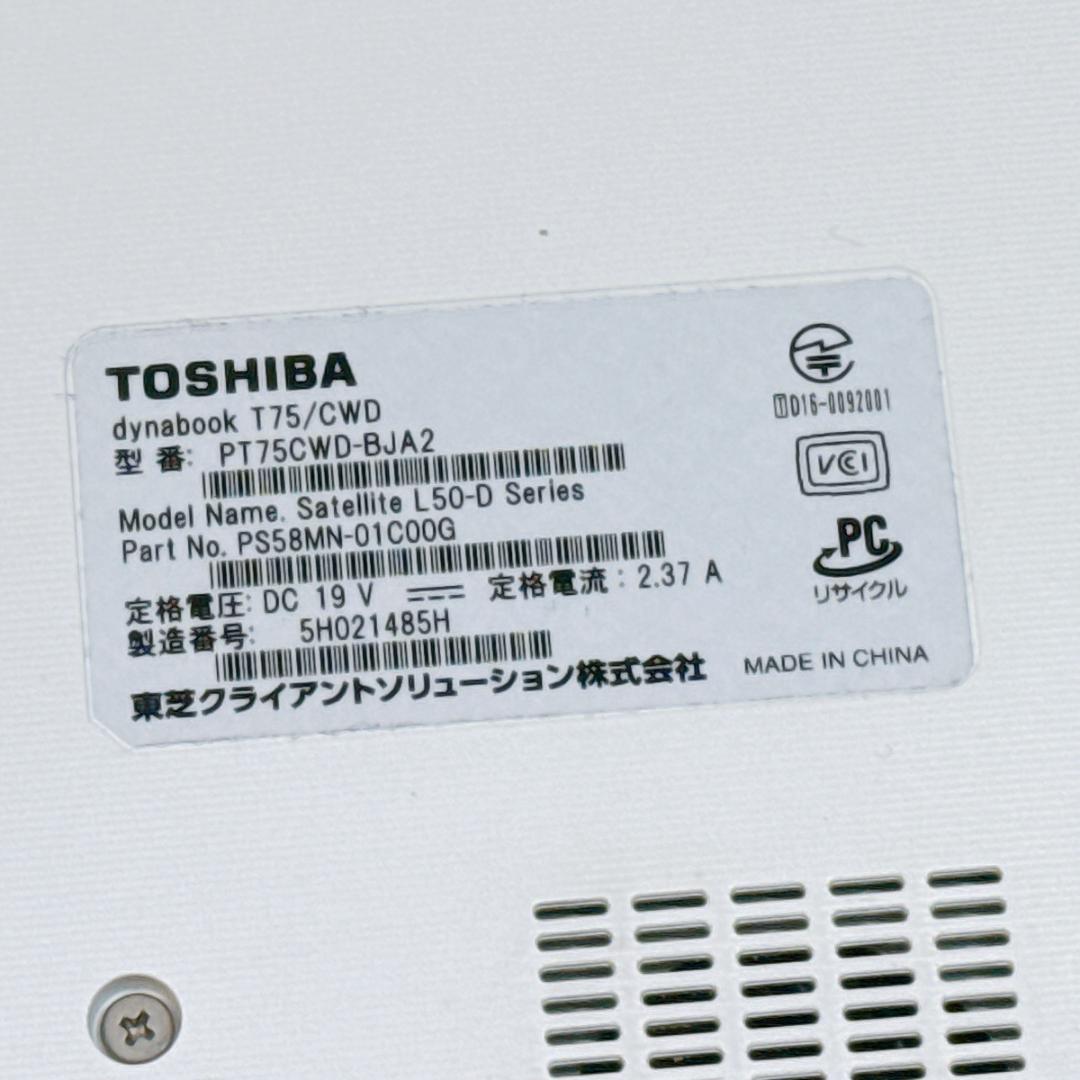 TOSHIBA
dynabook T75/CWD
型 番: PT75CWD-BJA2
Model Name. Satellite L50-D Series
Part No. PS58MN-01C00G
定格電圧: DC 19 V 定格電流: 2.37 A
製造番号: 5H021485H
東芝クライアントソリューション株式会社
T D16-0092001
VCI
PC
リサイクル
MADE IN CHINA